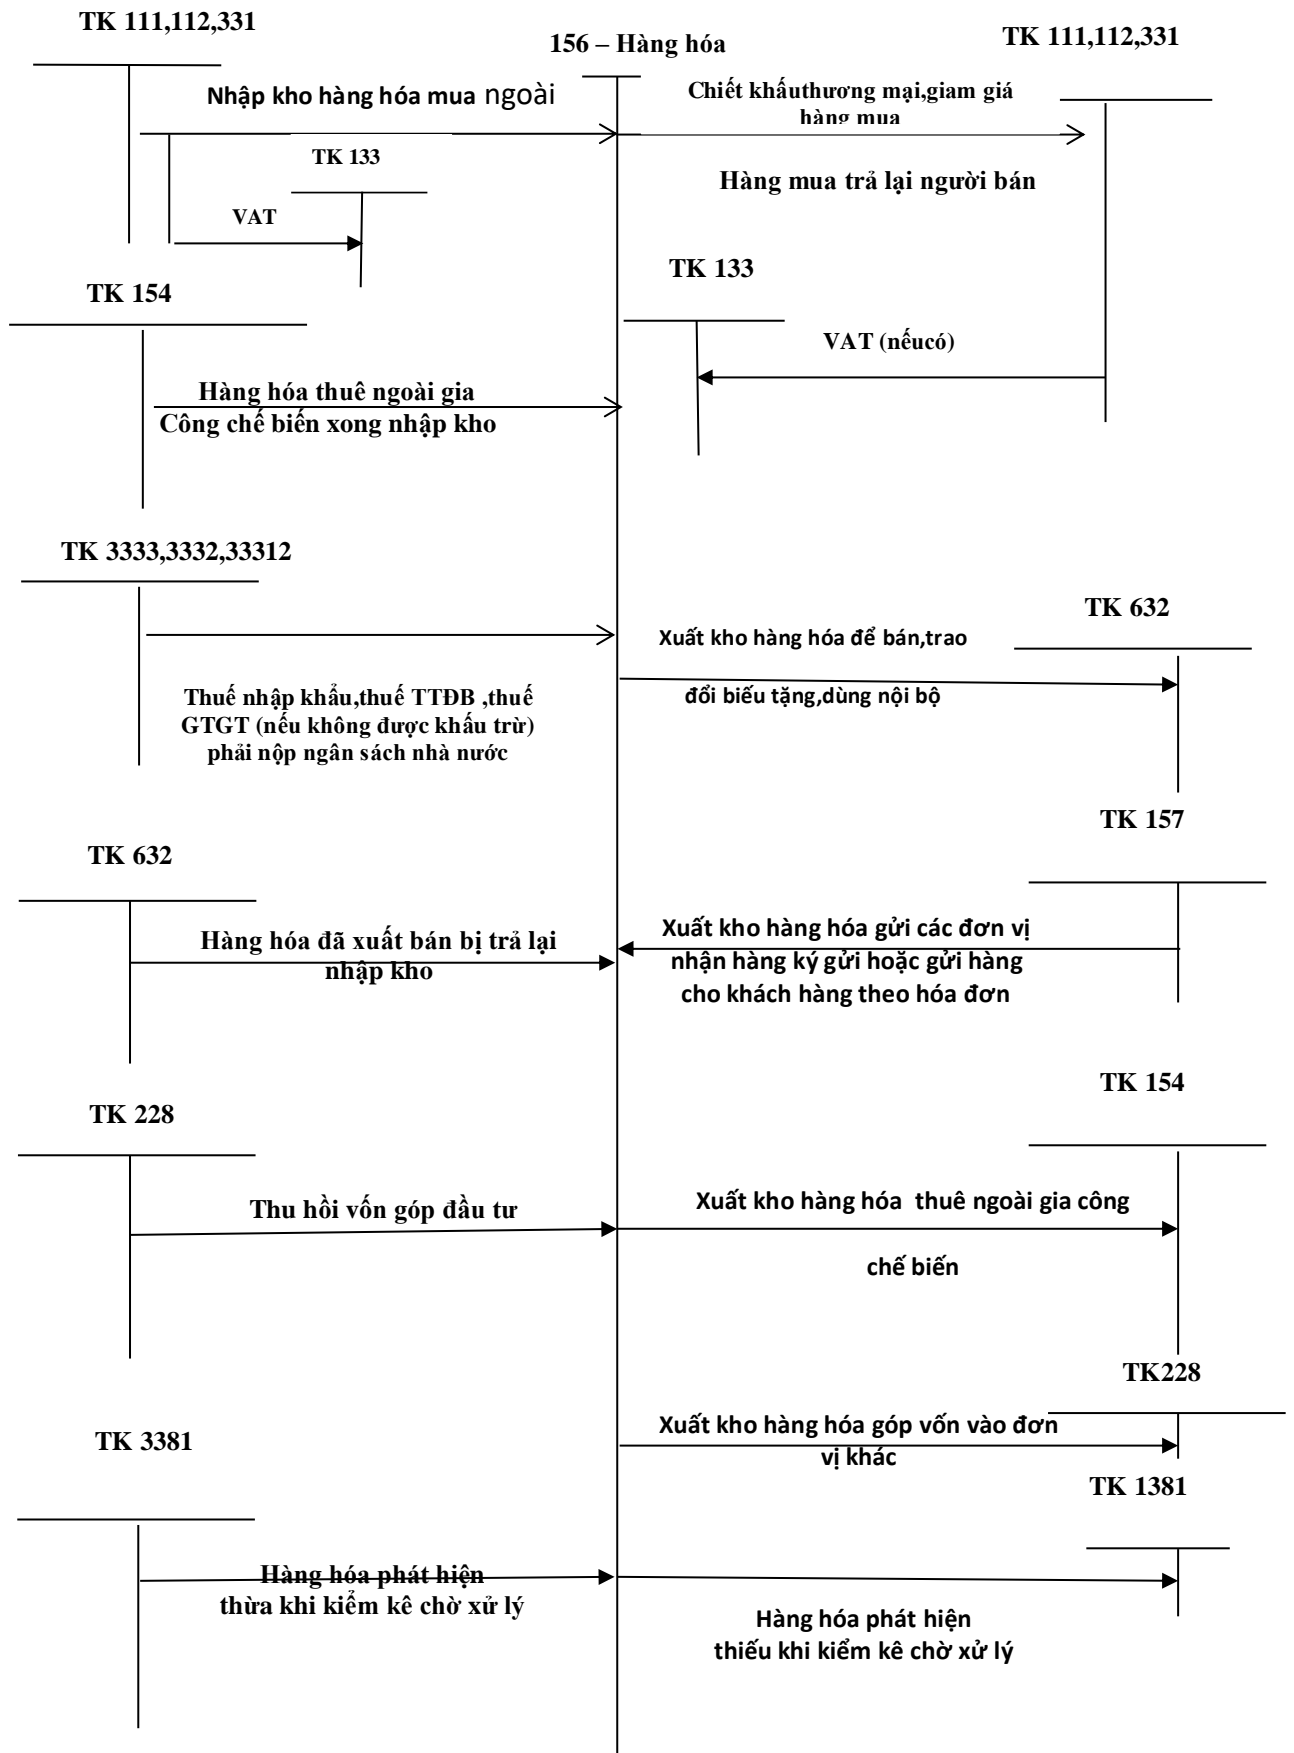 TK 111,112,331
156 – Hàng hóa
TK 111,112,331
Nhập kho hàng hóa mua ngoài
Chiết khấuthương mại,giam giá
hàng mua
TK 133
Hàng mua trả lại người bán
VAT
TK 133
TK 154
VAT (nếucó)
Hàng hóa thuê ngoài gia
Công chế biến xong nhập kho
TK 3333,3332,33312
TK 632
Xuất kho hàng hóa để bán,trao
đổi biếu tặng,dùng nội bộ
Thuế nhập khẩu,thuế TTĐB ,thuế
GTGT (nếu không được khấu trừ)
phải nộp ngân sách nhà nước
TK 157
TK 632
Hàng hóa đã xuất bán bị trả lại
nhập kho
Xuất kho hàng hóa gửi các đơn vị
nhận hàng ký gửi hoặc gửi hàng
cho khách hàng theo hóa đơn
TK 154
TK 228
Thu hồi vốn góp đầu tư
Xuất kho hàng hóa  thuê ngoài gia công
chế biến
TK228
TK 3381
Xuất kho hàng hóa góp vốn vào đơn
vị khác
TK 1381
Hàng hóa phát hiện
thừa khi kiểm kê chờ xử lý
Hàng hóa phát hiện
thiếu khi kiểm kê chờ xử lý